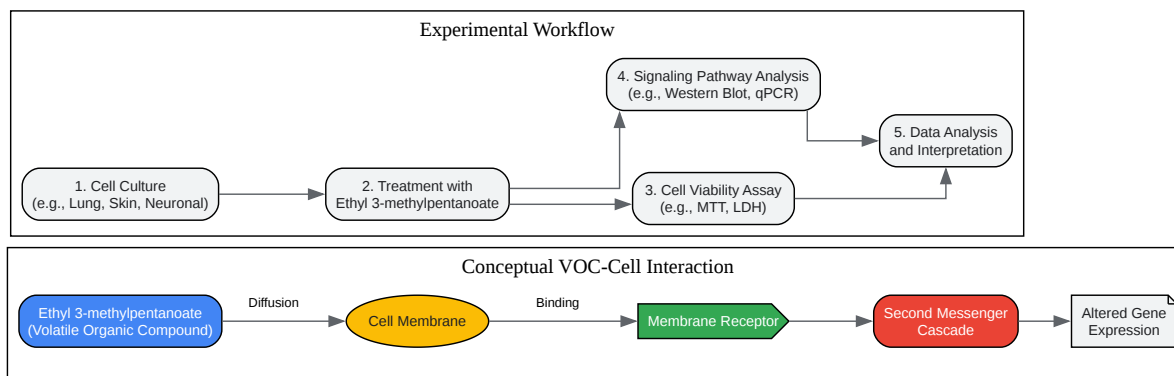 Experimental Workflow
4. Signaling Pathway Analysis
(e.g., Western Blot, qPCR)
5. Data Analysis
and Interpretation
1. Cell Culture
(e.g., Lung, Skin, Neuronal)
2. Treatment with
Ethyl 3-methylpentanoate
3. Cell Viability Assay
(e.g., MTT, LDH)
Conceptual VOC-Cell Interaction
Ethyl 3-methylpentanoate
(Volatile Organic Compound)
Diffusion
Cell Membrane
Binding
Membrane Receptor
Second Messenger
Cascade
Altered Gene
Expression